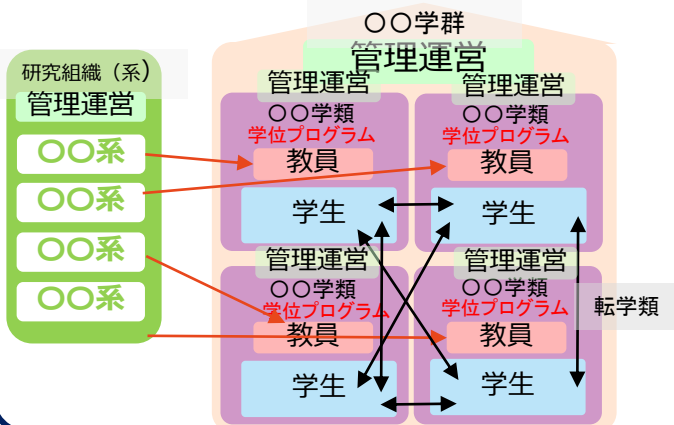 〇〇学群
管理運営
研究組織（系）
管理運営
〇〇系
〇〇系
〇〇系
〇〇系
管理運営
〇〇学類
学位プログラム
教員
学生
管理運営
〇〇学類
学位プログラム
教員
学生
管理運営
〇〇学類
学位プログラム
教員
学生
管理運営
〇〇学類
学位プログラム
教員
学生
転学類